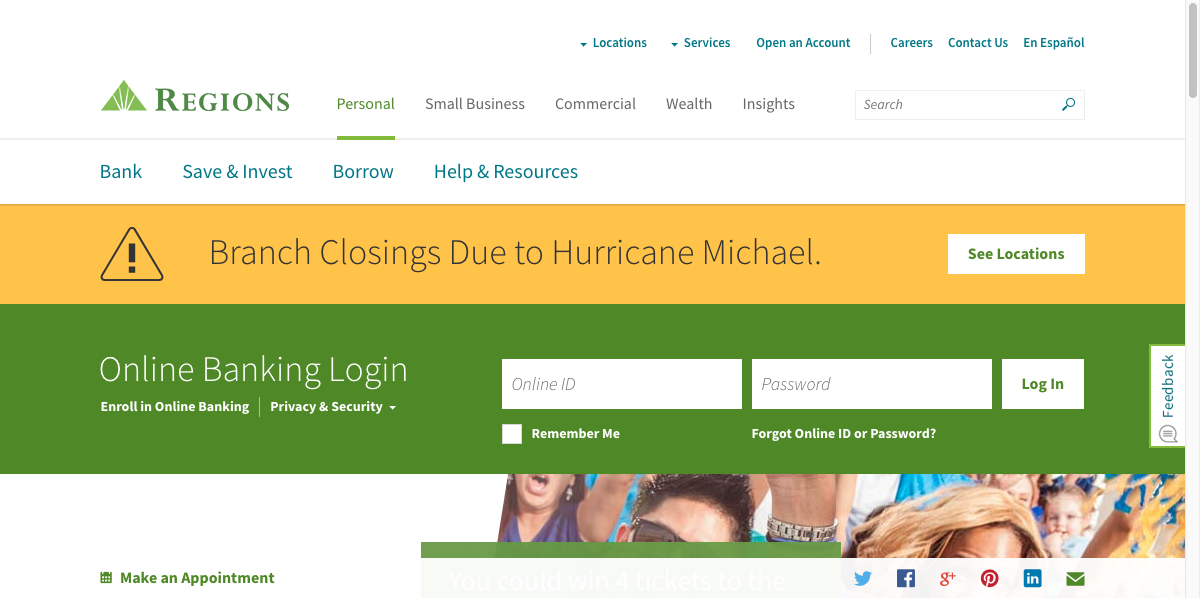 Locations Services Open an Account Careers Contact Us En Español
REGIONS Personal Small Business Commercial Wealth Insights Search
Bank Save & Invest Borrow Help & Resources
Branch Closings Due to Hurricane Michael. See Locations
Online Banking Login
Online ID Password Log In
Enroll in Online Banking Privacy & Security
Remember Me Forgot Online ID or Password?
Feedback
Make an Appointment
You could win 4 tickets to the